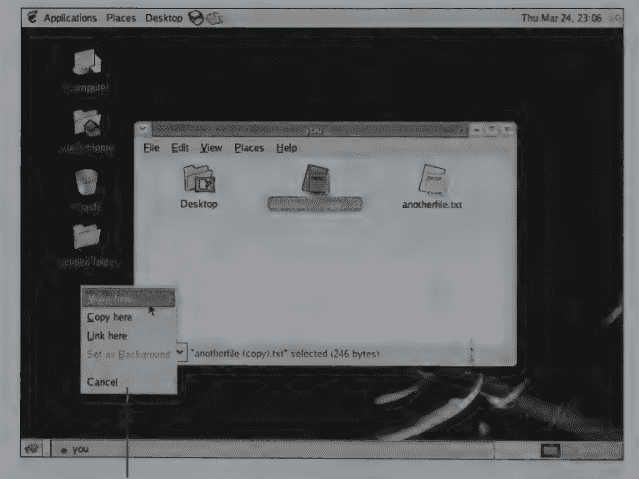 Applications Places Desktop Thu Mar 24, 23:06
Computer
you
File Edit View Places Help
Desktop
anotherfile.txt
Trash
Move here
Copy here
Link here
Set as Background
"anotherfile (copy).txt" selected (246 bytes)
Cancel
you